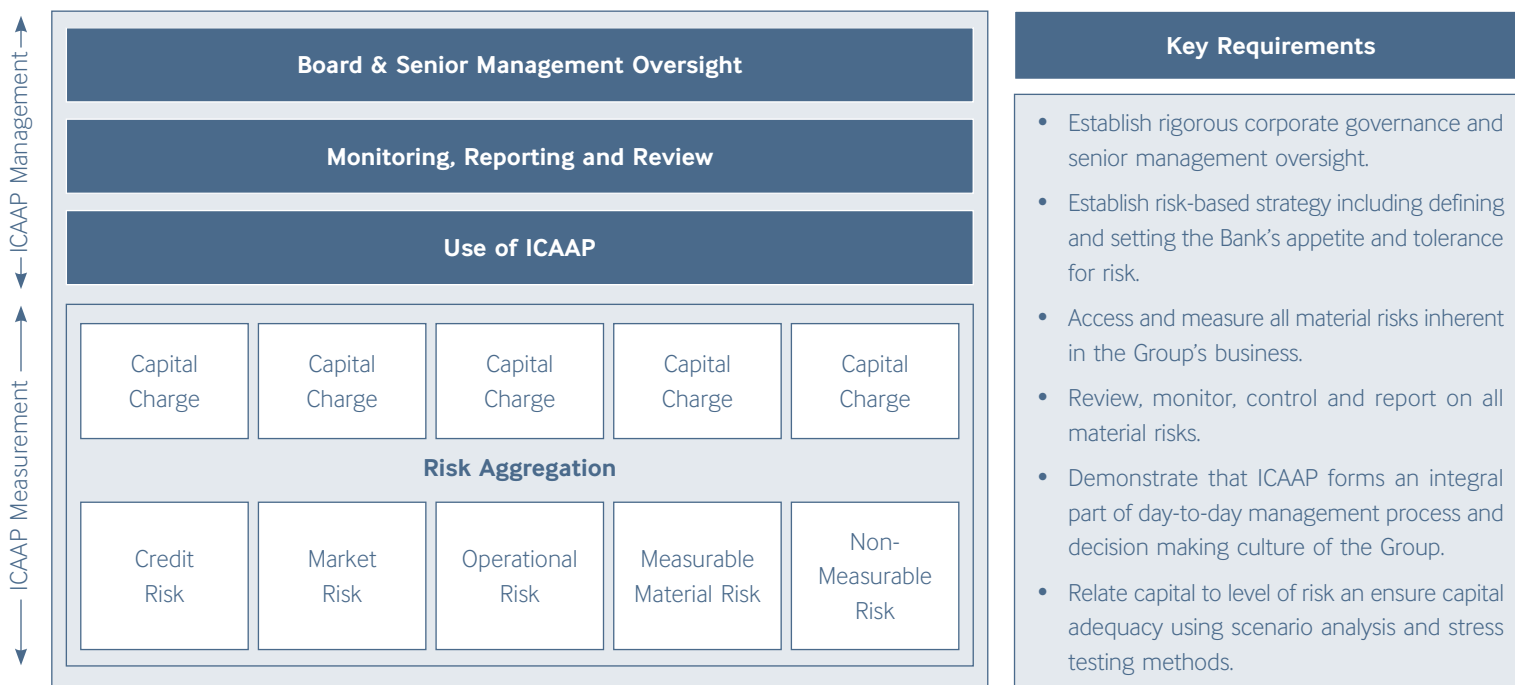 ICAAP Management
ICAAP Measurement
Board & Senior Management Oversight
Monitoring, Reporting and Review
Use of ICAAP
Capital
Charge
Capital
Charge
Capital
Charge
Capital
Charge
Capital
Charge
Risk Aggregation
Credit
Risk
Market
Risk
Operational
Risk
Measurable
Material Risk
Non-
Measurable
Risk
Key Requirements
• Establish rigorous corporate governance and
senior management oversight.
• Establish risk-based strategy including defining
and setting the Bank's appetite and tolerance
for risk.
• Access and measure all material risks inherent
in the Group's business.
• Review, monitor, control and report on all
material risks.
• Demonstrate that ICAAP forms an integral
part of day-to-day management process and
decision making culture of the Group.
• Relate capital to level of risk an ensure capital
adequacy using scenario analysis and stress
testing methods.